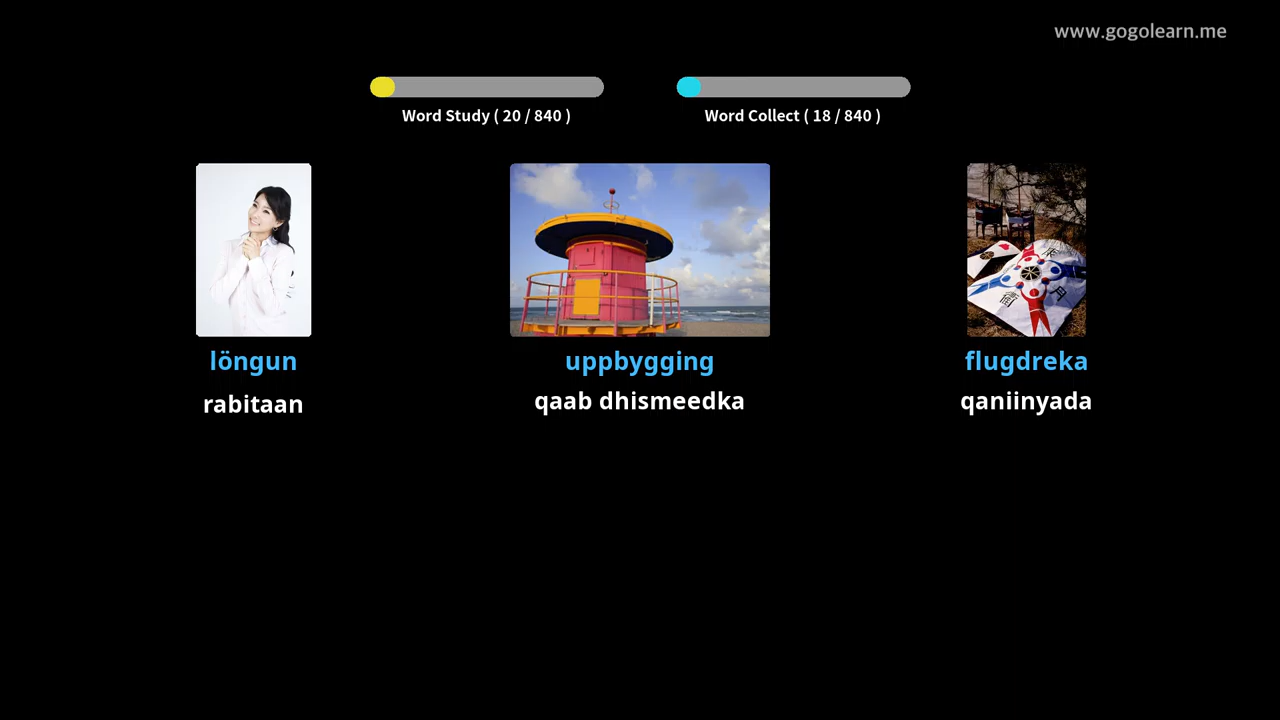 www.gogolearn.me
Word Study ( 20 / 840 )
Word Collect ( 18 / 840 )
löngun
uppbygging
flugdreka
rabitaan
qaab dhismeedka
qaniinyada